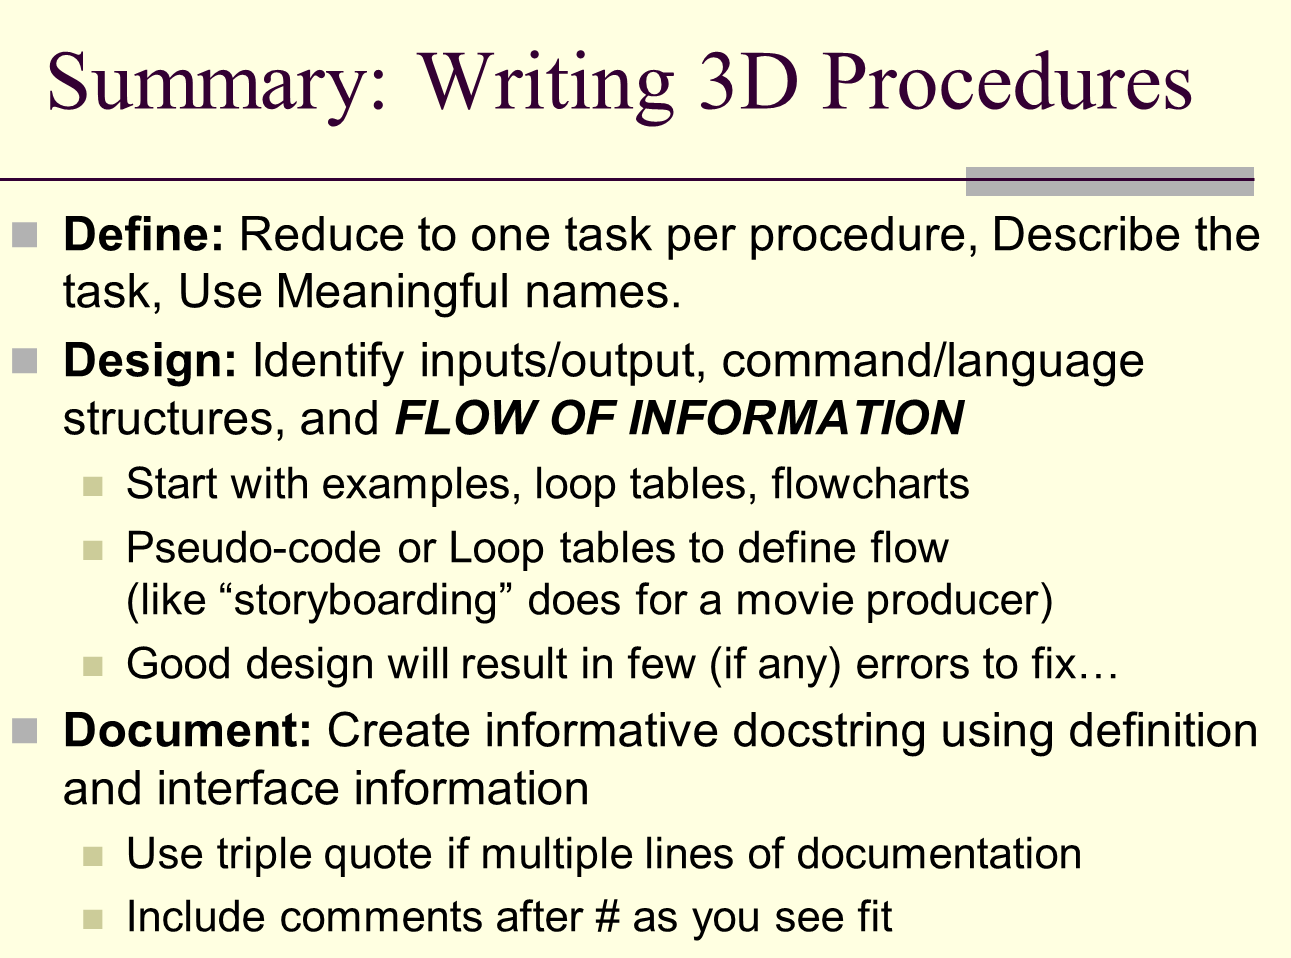 Summary: Writing 3D Procedures
Define: Reduce to one task per procedure, Describe the
task, Use Meaningful names.
Design: Identify inputs/output, command/language
structures, and FLOW OF INFORMATION
Start with examples, loop tables, flowcharts
Pseudo-code or Loop tables to define flow
(like “storyboarding” does for a movie producer)
Good design will result in few (if any) errors to fix…
Document: Create informative docstring using definition
and interface information
Use triple quote if multiple lines of documentation
Include comments after # as you see fit